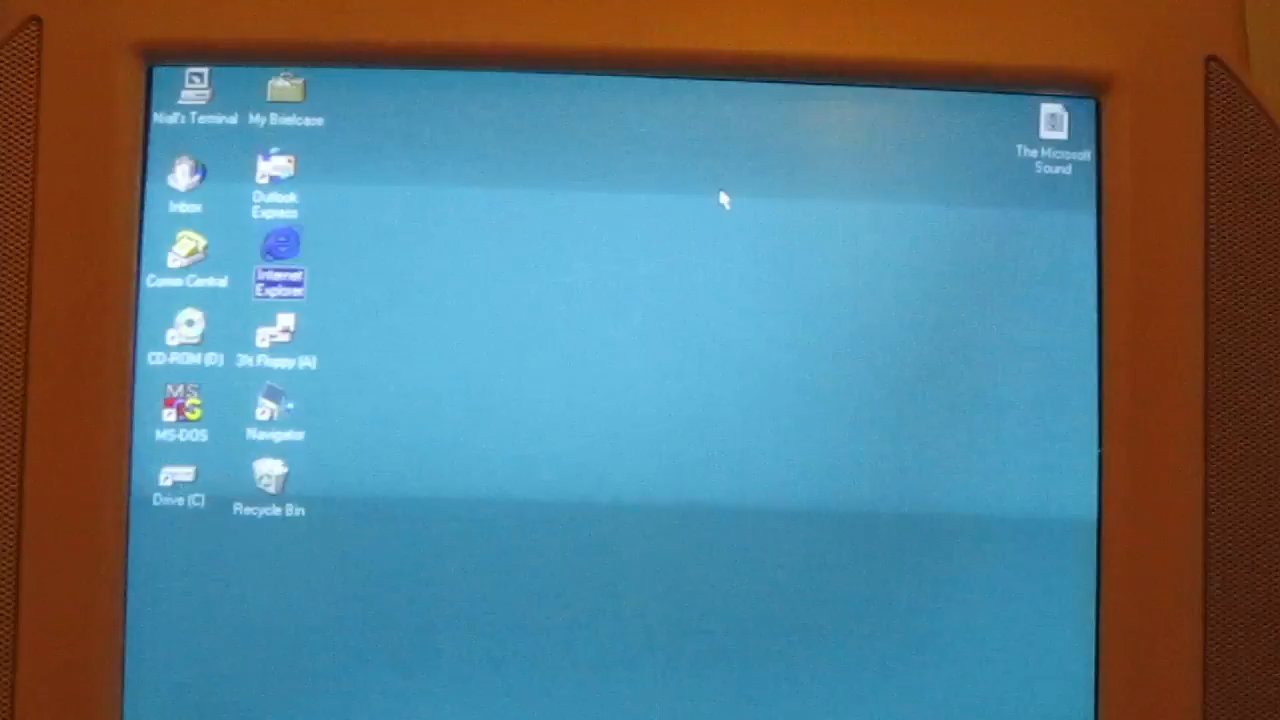 Niall's Terminal
My Briefcase
The Microsoft
Sound
Inbox
Outlook
Express
Comm Central
Internet
Explorer
CD-ROM (D)
3½ Floppy (A)
MS
MS-DOS
Navigator
Drive (C)
Recycle Bin